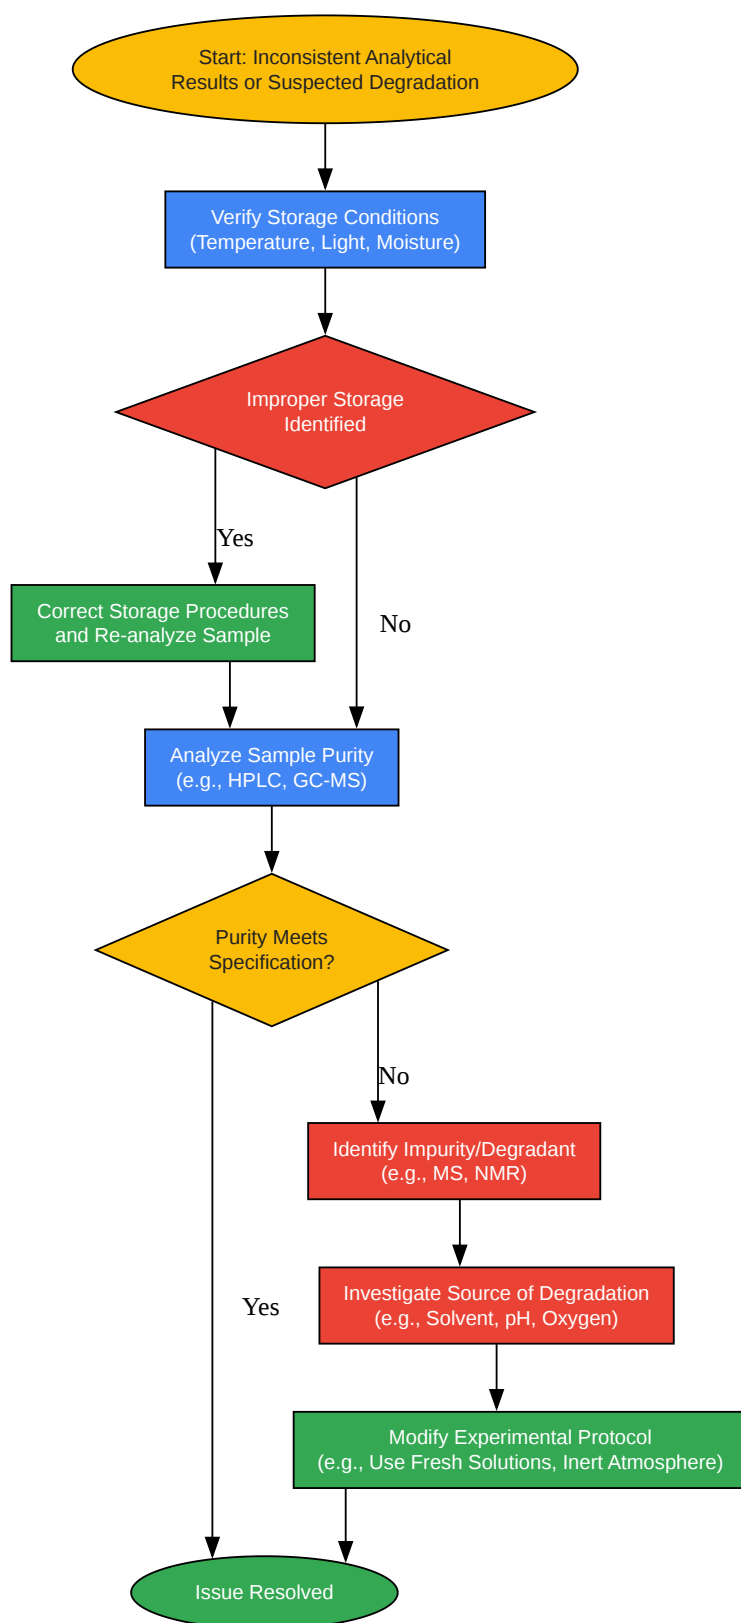 Start: Inconsistent Analytical
Results or Suspected Degradation
Verify Storage Conditions
(Temperature, Light, Moisture)
Improper Storage
Identified
Yes
Correct Storage Procedures
and Re-analyze Sample
No
Analyze Sample Purity
(e.g., HPLC, GC-MS)
Purity Meets
Specification?
No
Identify Impurity/Degradant
(e.g., MS, NMR)
Investigate Source of Degradation
(e.g., Solvent, pH, Oxygen)
Yes
Modify Experimental Protocol
(e.g., Use Fresh Solutions, Inert Atmosphere)
Issue Resolved